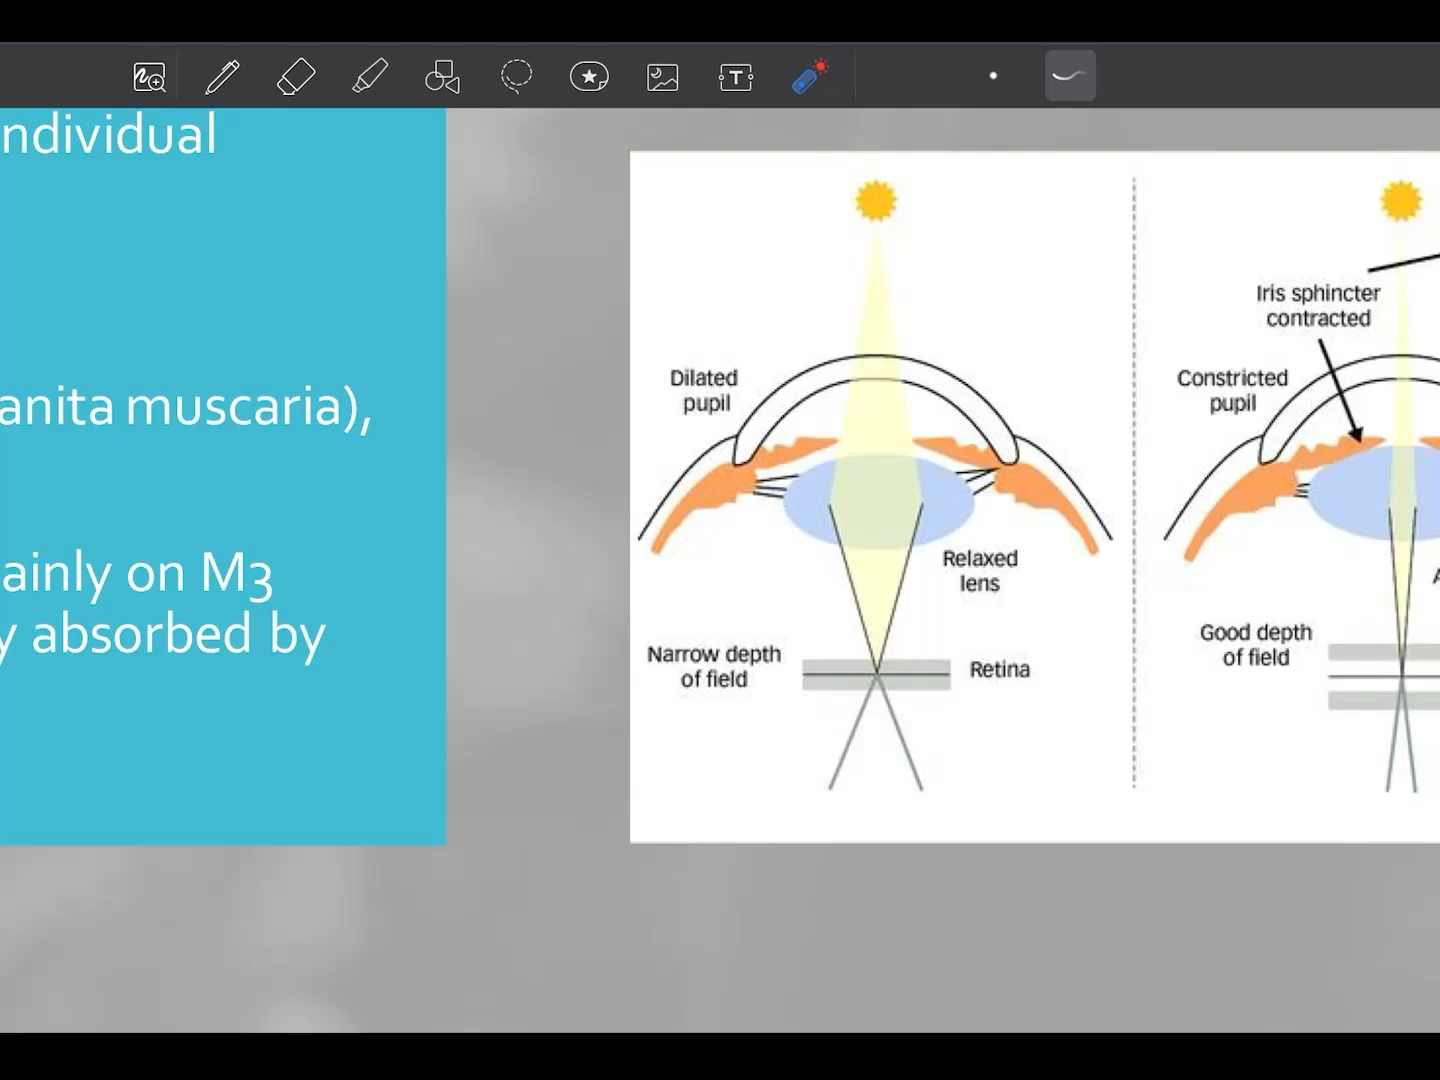 ndividual
anita muscaria),
ainly on M3
y absorbed by
Dilated
pupil
Relaxed
lens
Narrow depth
of field
Retina
Iris sphincter
contracted
Constricted
pupil
Good depth
of field
A
T